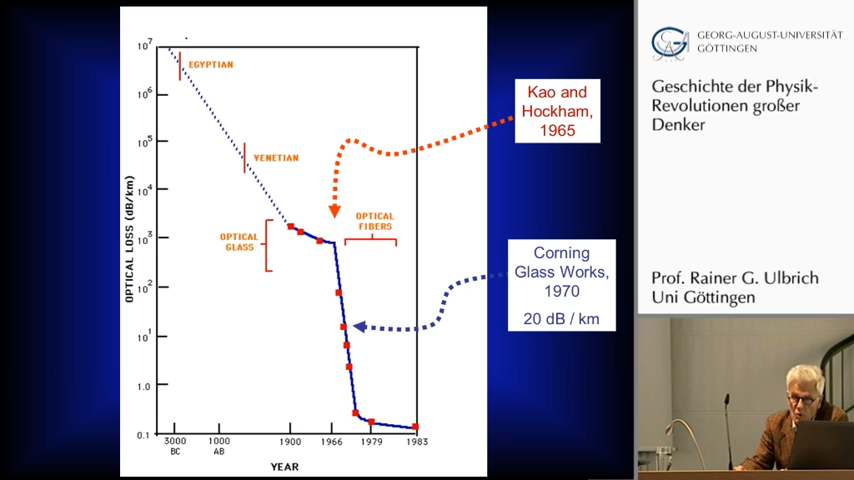 10⁷
EGYPTIAN
10⁶
10⁵
VENETIAN
10⁴
OPTICAL LOSS (dB/km)
10³
OPTICAL
GLASS
OPTICAL
FIBERS
10²
10¹
1.0
0.1
3000
BC
1000
AB
1900
1966
1979
1983
YEAR
Kao and
Hockham,
1965
Corning
Glass Works,
1970
20 dB / km
GEORG-AUGUST-UNIVERSITÄT
GÖTTINGEN
Geschichte der Physik-
Revolutionen großer
Denker
Prof. Rainer G. Ulbrich
Uni Göttingen